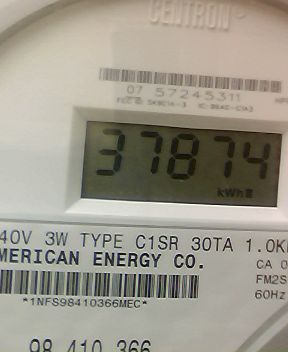 CENTRON®
07 57245311
37874
kWh
40V 3W TYPE C1SR 30TA 1.0K
MERICAN ENERGY CO.
CA 0
FM2S
*1NFS98410366MEC*
60Hz
98 410 366